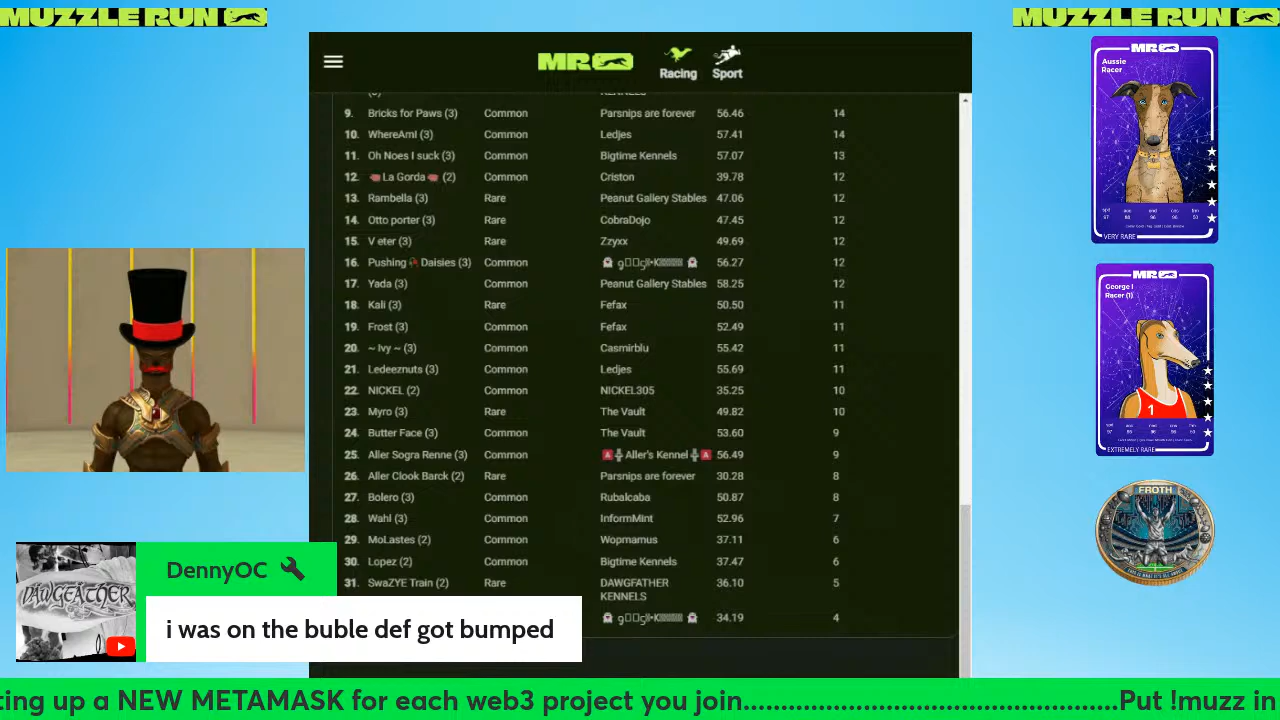 MUZZLE RUN
MUZZLE RUN
MR
Racing
Sport
9. Bricks for Paws (3) Common Parsnips are forever 56.46 14
10. WhereAmI (3) Common Ledjes 57.41 14
11. Oh Noes I suck (3) Common Bigtime Kennels 57.07 13
12. La Gorda (2) Common Criston 39.78 12
13. Rambella (3) Rare Peanut Gallery Stables 47.06 12
14. Otto porter (3) Rare CobraDojo 47.45 12
15. V eter (3) Rare Zzyxx 49.69 12
16. Pushing Daisies (3) Common 56.27 12
17. Yada (3) Common Peanut Gallery Stables 58.25 12
18. Kali (3) Rare Fefax 50.50 11
19. Frost (3) Common Fefax 52.49 11
20. ~ Ivy ~ (3) Common Casmirblu 55.42 11
21. Ledeeznuts (3) Common Ledjes 55.69 11
22. NICKEL (2) Common NICKEL305 35.25 10
23. Myro (3) Rare The Vault 49.82 10
24. Butter Face (3) Common The Vault 53.60 9
25. Aller Sogra Renne (3) Common A Aller's Kennel A 56.49 9
26. Aller Clook Barck (2) Rare Parsnips are forever 30.28 8
27. Bolero (3) Common Rubalcaba 50.87 8
28. Wahl (3) Common InformMint 52.96 7
29. MoLastes (2) Common Wopmamus 37.11 6
30. Lopez (2) Common Bigtime Kennels 37.47 6
31. SwaZYE Train (2) Rare DAWGFATHER 36.10 5
KENNELS
34.19 4
DAWGFATHER
DennyOC
i was on the buble def got bumped
ting up a NEW METAMASK for each web3 project you join...............................................Put !muzz in
MR
Aussie
Racer
VERY RARE
MR
George I
Racer (1)
1
EXTREMELY RARE
FROTH